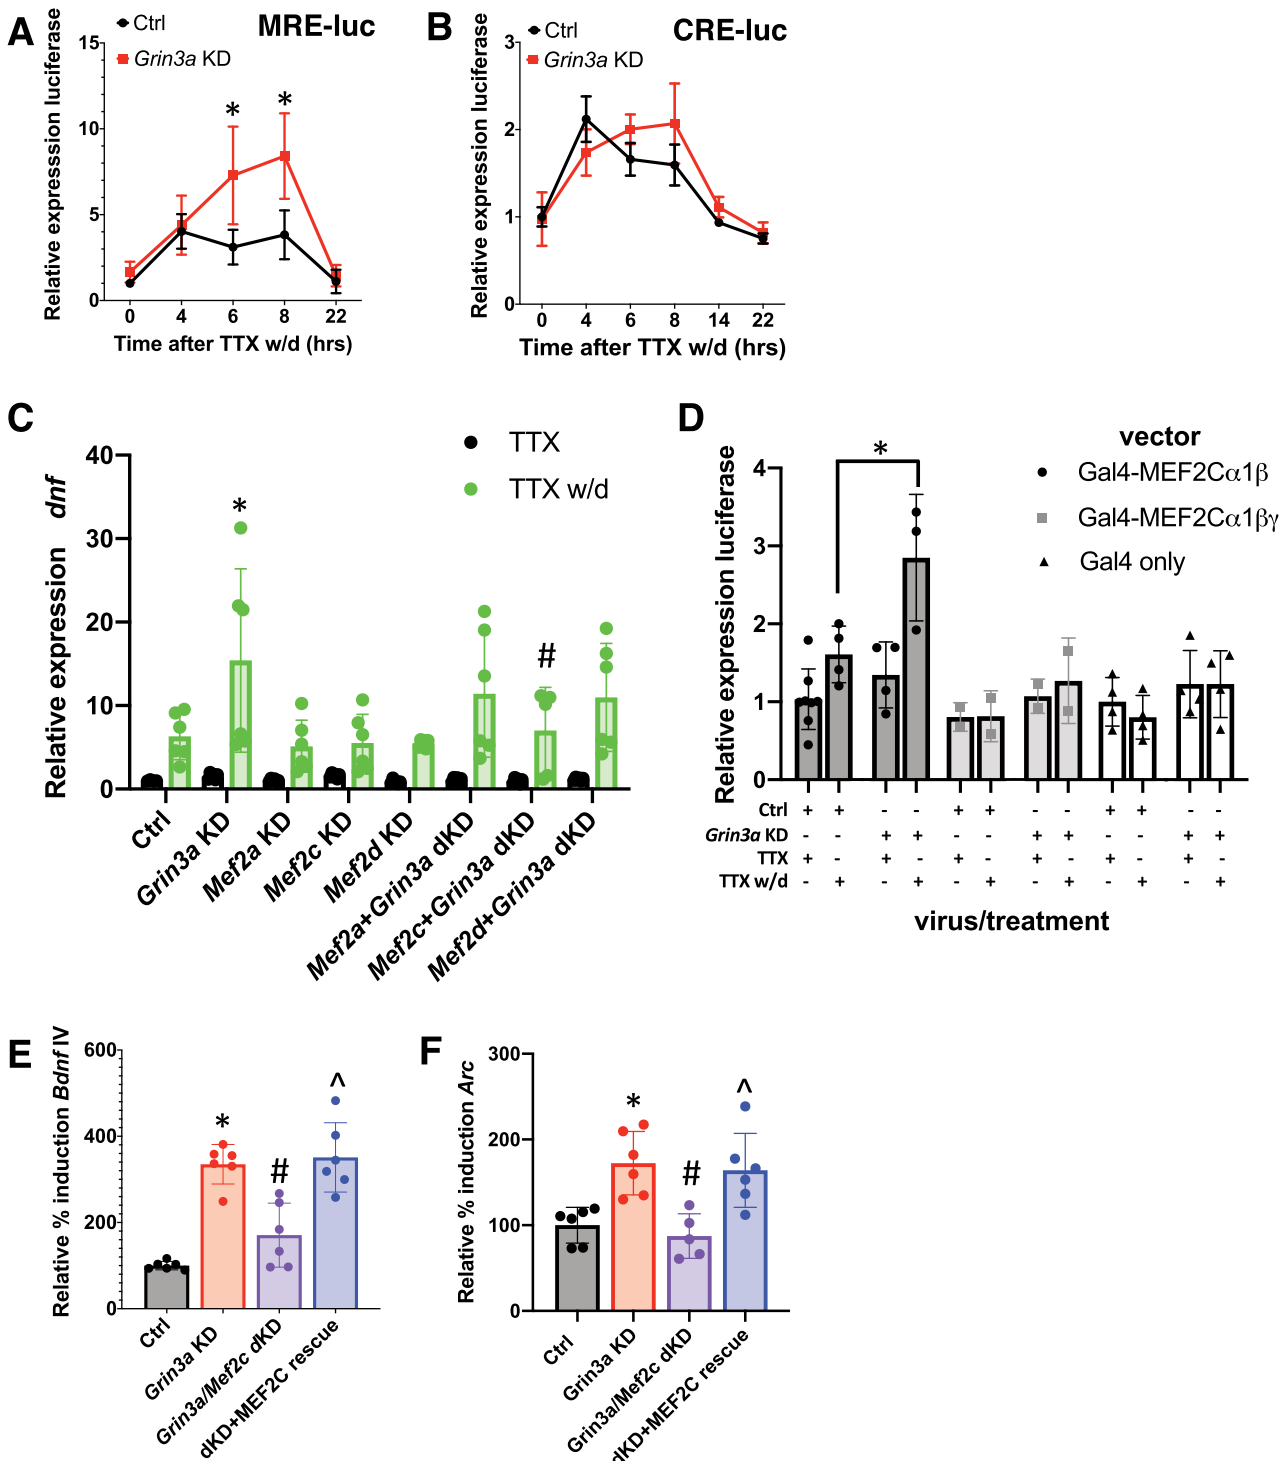 A
Ctrl
Grin3a KD
MRE-luc
Relative expresssion luciferase
15
10
5
0
0 4 6 8 22
Time after TTX w/d (hrs)
* *
B
Ctrl
Grin3a KD
CRE-luc
Relative expression luciferase
3
2
1
0
0 4 6 8 14 22
Time after TTX w/d (hrs)
C
TTX
TTX w/d
Relative expression dnf
40
30
20
10
0
*
#
Ctrl
Grin3a KD
Mef2a KD
Mef2c KD
Mef2d KD
Mef2a+Grin3a dKD
Mef2c+Grin3a dKD
Mef2d+Grin3a dKD
D
vector
Gal4-MEF2Cα1β
Gal4-MEF2Cα1βγ
Gal4 only
Relative expression luciferase
4
3
2
1
0
*
Ctrl + + - - + + - - + + - -
Grin3a KD - - + + - - + + - - + +
TTX + - + - + - + - + - + -
TTX w/d - + - + - + - + - + - +
virus/treatment
E
Relative % induction Bdnf IV
600
400
200
0
*
#
^
Ctrl
Grin3a KD
Grin3a/Mef2c dKD
dKD+MEF2C rescue
F
Relative % induction Arc
300
200
100
0
*
#
^
Ctrl
Grin3a KD
Grin3a/Mef2c dKD
dKD+MEF2C rescue